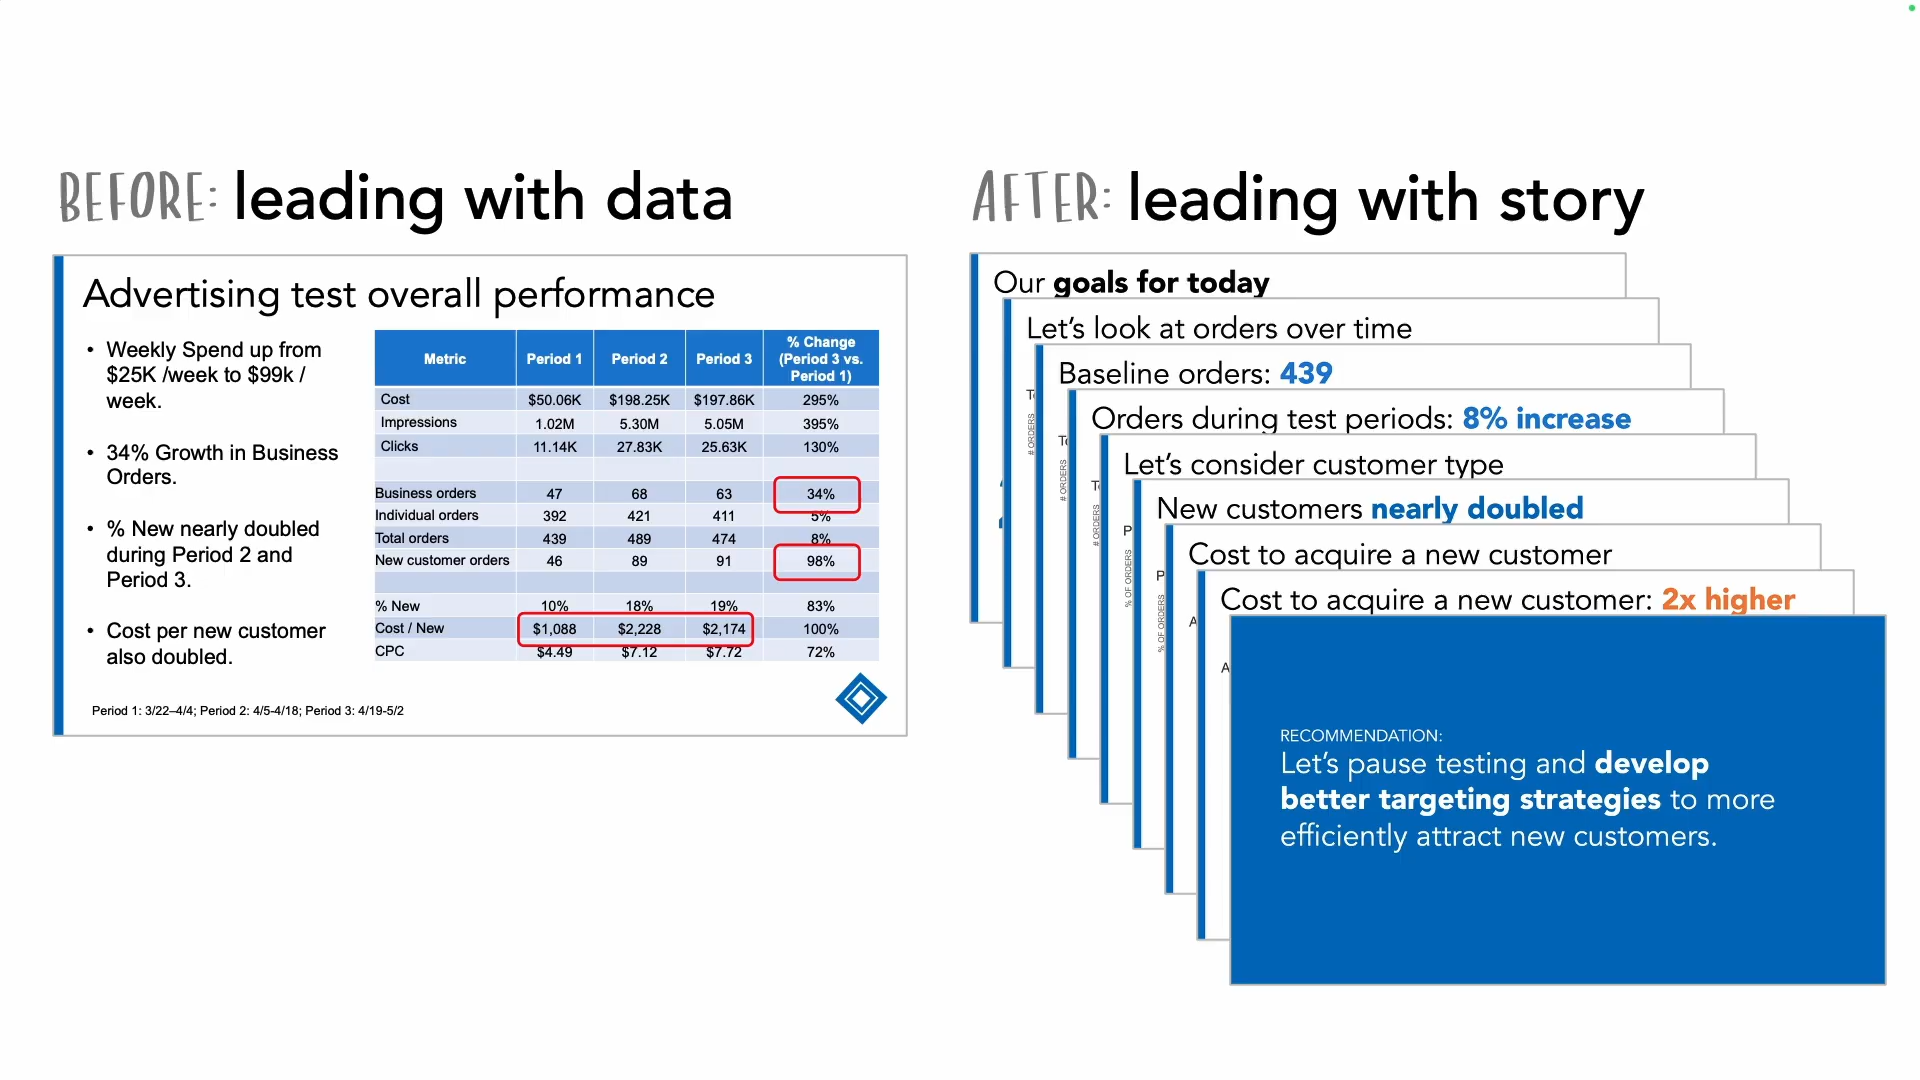 BEFORE: leading with data
Advertising test overall performance
• Weekly Spend up from
$25K /week to $99k /
week.
• 34% Growth in Business
Orders.
• % New nearly doubled
during Period 2 and
Period 3.
• Cost per new customer
also doubled.
Metric Period 1 Period 2 Period 3 % Change
(Period 3 vs.
Period 1)
Cost $50.06K $198.25K $197.86K 295%
Impressions 1.02M 5.30M 5.05M 395%
Clicks 11.14K 27.83K 25.63K 130%
Business orders 47 68 63 34%
Individual orders 392 421 411 5%
Total orders 439 489 474 8%
New customer orders 46 89 91 98%
% New 10% 18% 19% 83%
Cost / New $1,088 $2,228 $2,174 100%
CPC $4.49 $7.12 $7.72 72%
Period 1: 3/22–4/4; Period 2: 4/5-4/18; Period 3: 4/19-5/2
AFTER: leading with story
Our goals for today
Let's look at orders over time
Baseline orders: 439
# ORDERS
Orders during test periods: 8% increase
# ORDERS
Let's consider customer type
# ORDERS
New customers nearly doubled
% OF ORDERS
Cost to acquire a new customer
% OF ORDERS
Cost to acquire a new customer: 2x higher
RECOMMENDATION:
Let's pause testing and develop
better targeting strategies to more
efficiently attract new customers.